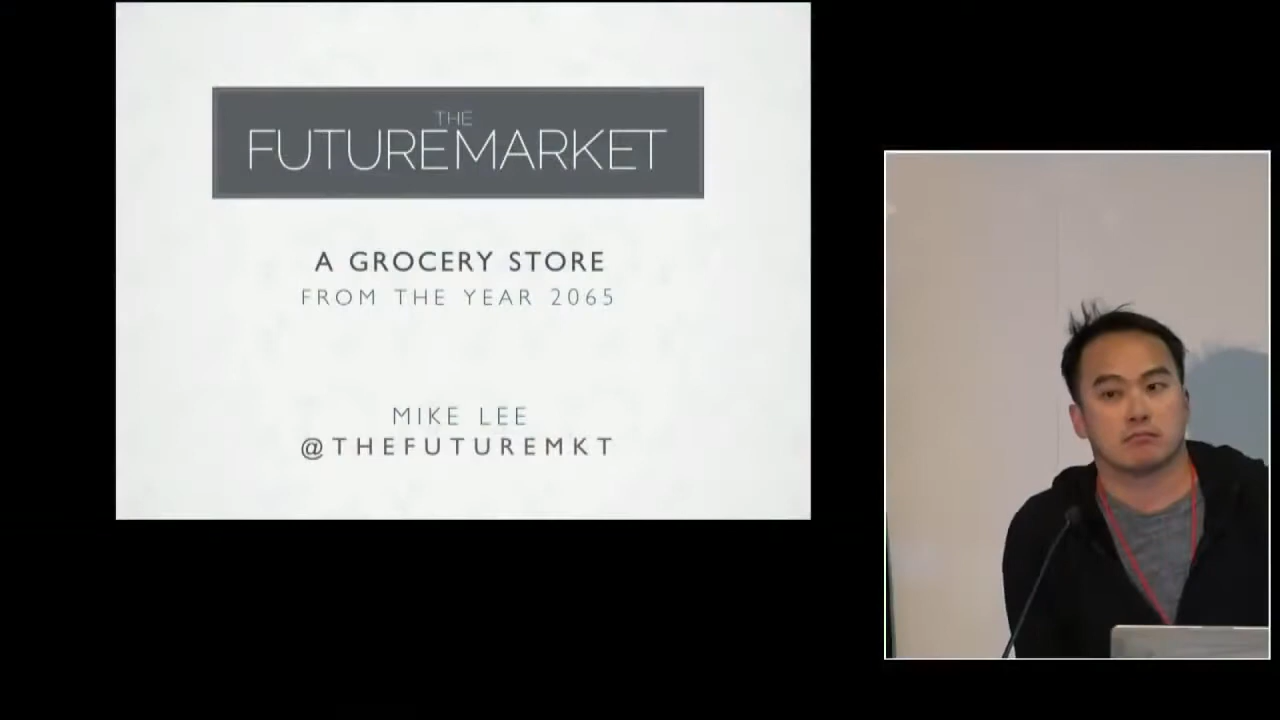 THE
FUTUREMARKET
A GROCERY STORE
FROM THE YEAR 2065
MIKE LEE
@THEFUTUREMKT